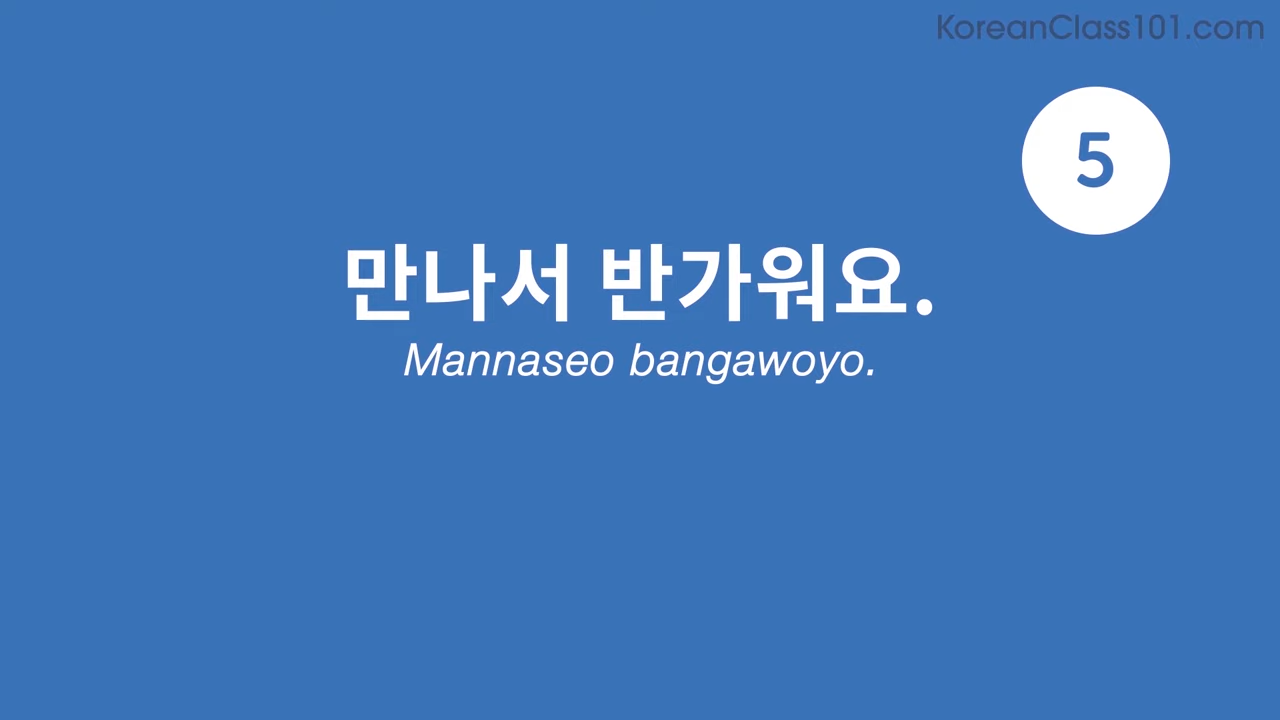 KoreanClass101.com
5
만나서 반가워요.
Mannaseo bangawoyo.